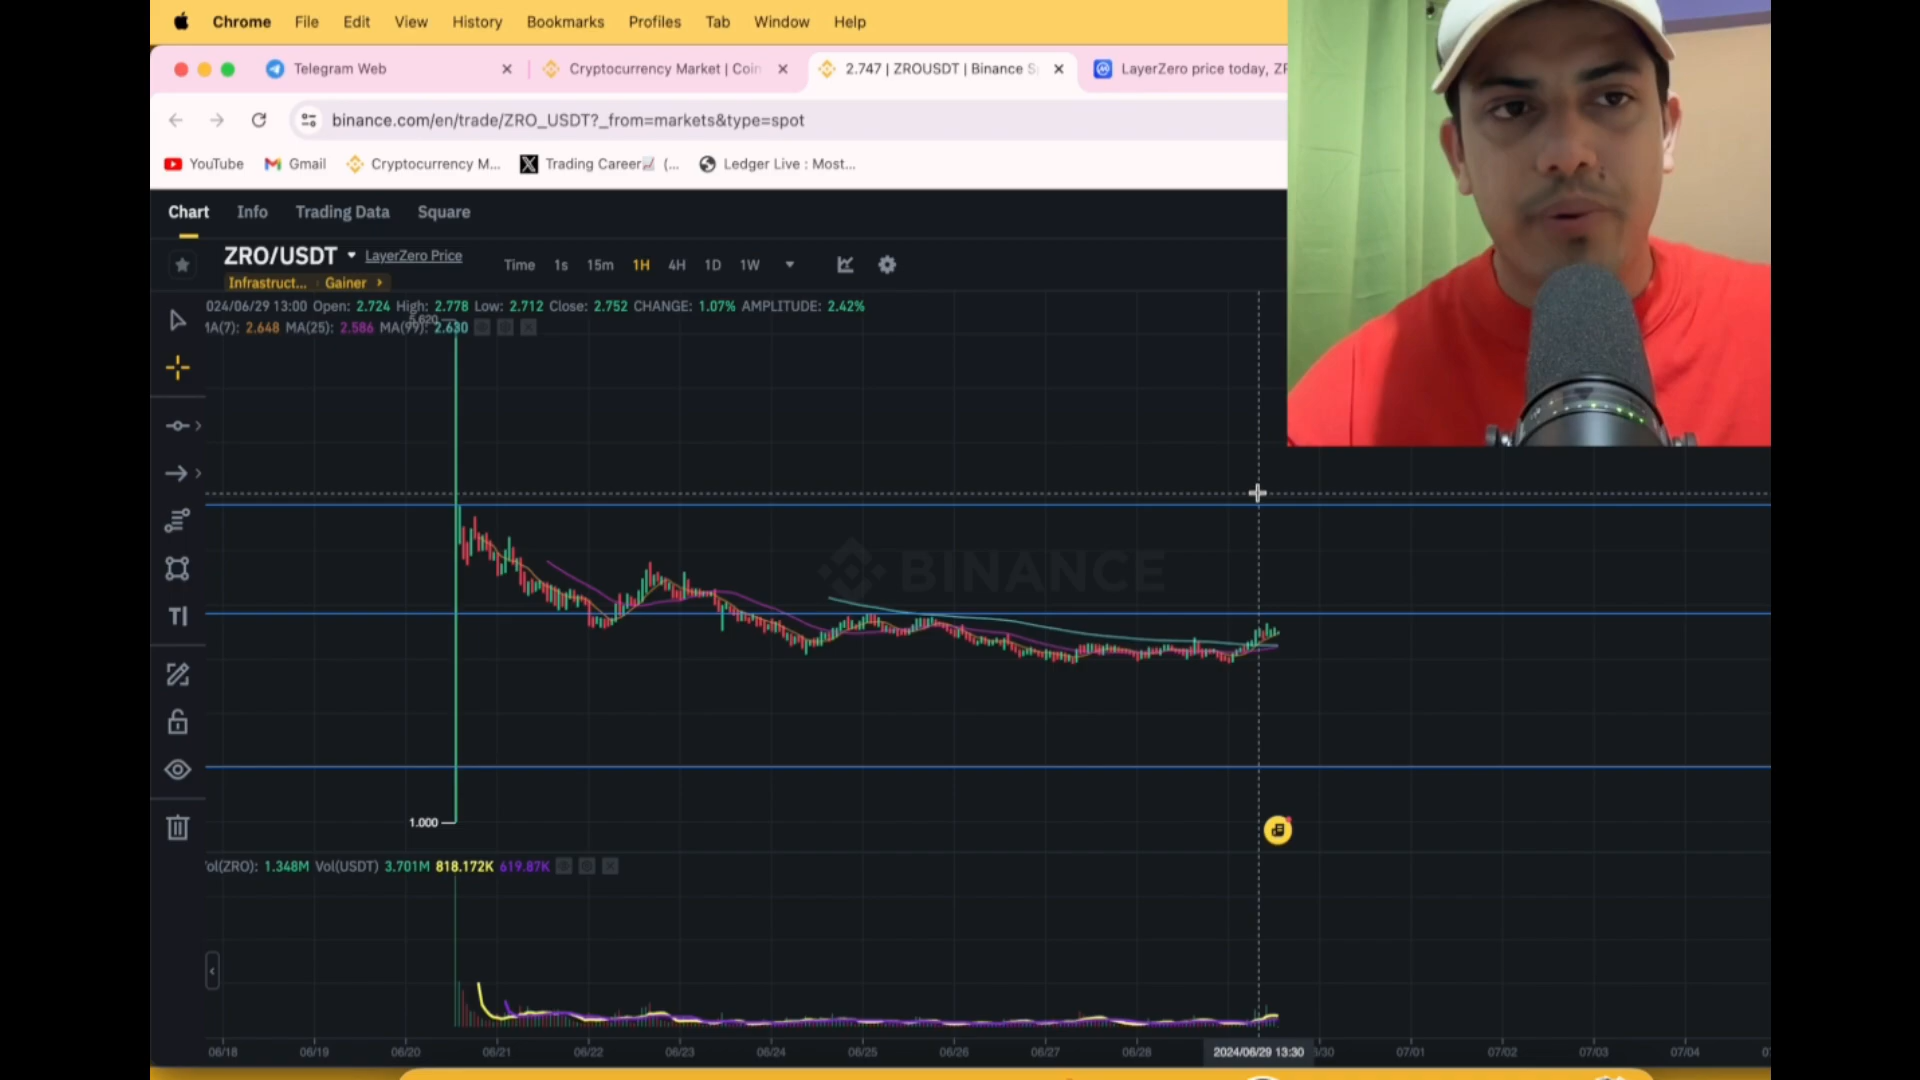 Chrome File Edit View History Bookmarks Profiles Tab Window Help
Telegram Web Cryptocurrency Market | Coin 2.747 | ZROUSDT | Binance S LayerZero price today, ZR
binance.com/en/trade/ZRO_USDT?_from=markets&type=spot
YouTube Gmail Cryptocurrency M... Trading Career (... Ledger Live : Most...
Chart Info Trading Data Square
ZRO/USDT LayerZero Price Time 1s 15m 1H 4H 1D 1W
Infrastruct... Gainer
024/06/29 13:00 Open: 2.724 High: 2.778 Low: 2.712 Close: 2.752 CHANGE: 1.07% AMPLITUDE: 2.42%
5.620
MA(7): 2.648 MA(25): 2.586 MA(99): 2.630
BINANCE
1.000
ol(ZRO): 1.348M Vol(USDT) 3.701M 818.172K 619.87K
06/18 06/19 06/20 06/21 06/22 06/23 06/24 06/25 06/26 06/27 06/28 2024/06/29 13:30 /30 07/01 07/02 07/03 07/04